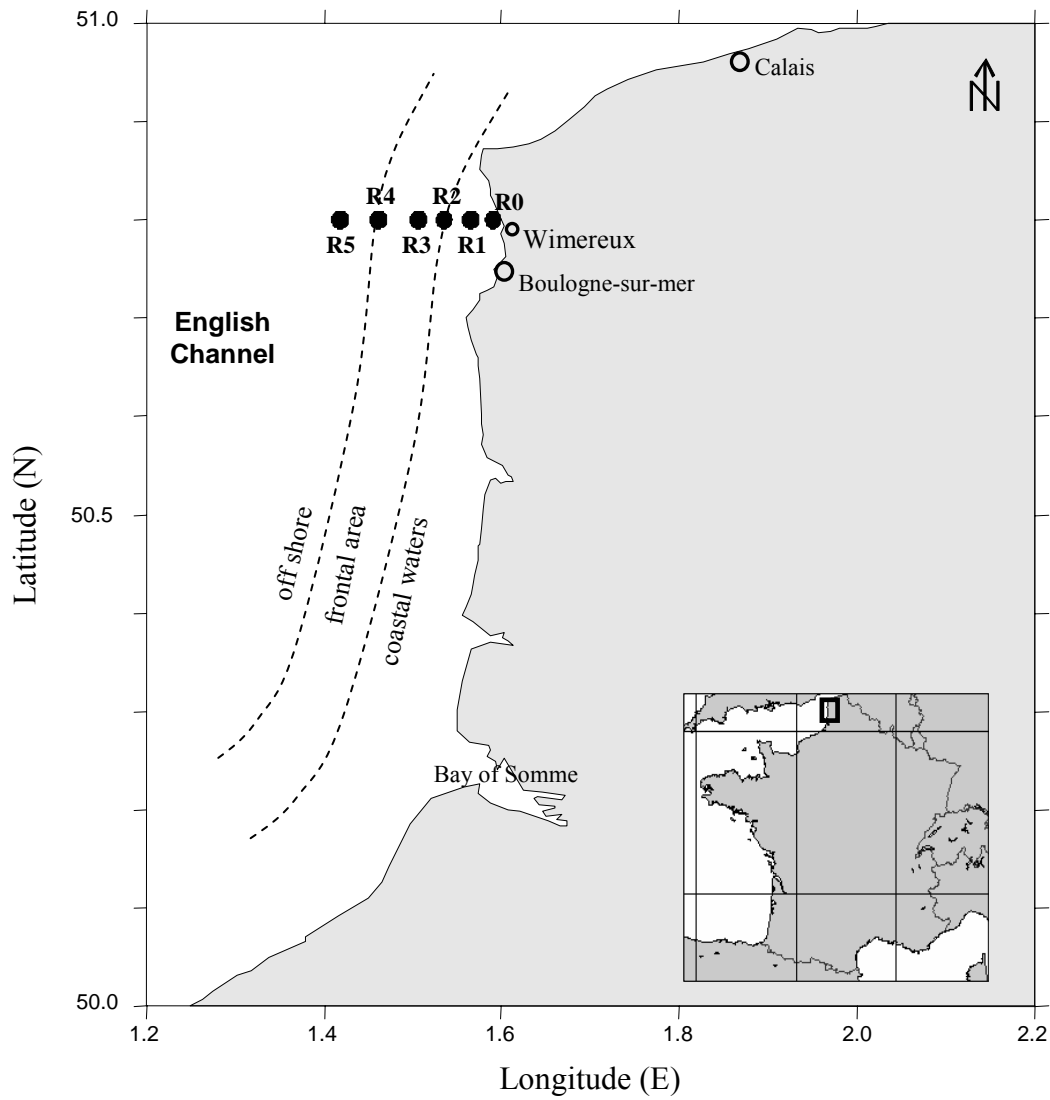 51.0
Calais
N
R4
R2
R0
R5
R3
R1
Wimereux
Boulogne-sur-mer
English
Channel
Latitude (N)
50.5
off shore
frontal area
coastal waters
Bay of Somme
50.0
1.2
1.4
1.6
1.8
2.0
2.2
Longitude (E)